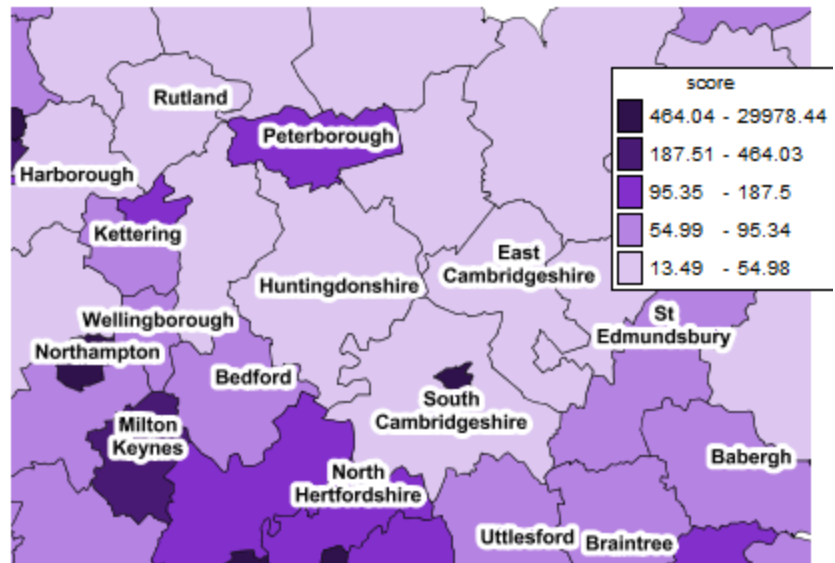 score
464.04 - 29978.44
187.51 - 464.03
95.35 - 187.5
54.99 - 95.34
13.49 - 54.98
Rutland
Peterborough
Harborough
Kettering
East
Cambridgeshire
Huntingdonshire
Wellingborough
St
Edmundsbury
Northampton
Bedford
South
Cambridgeshire
Milton
Keynes
Babergh
North
Hertfordshire
Uttlesford
Braintree